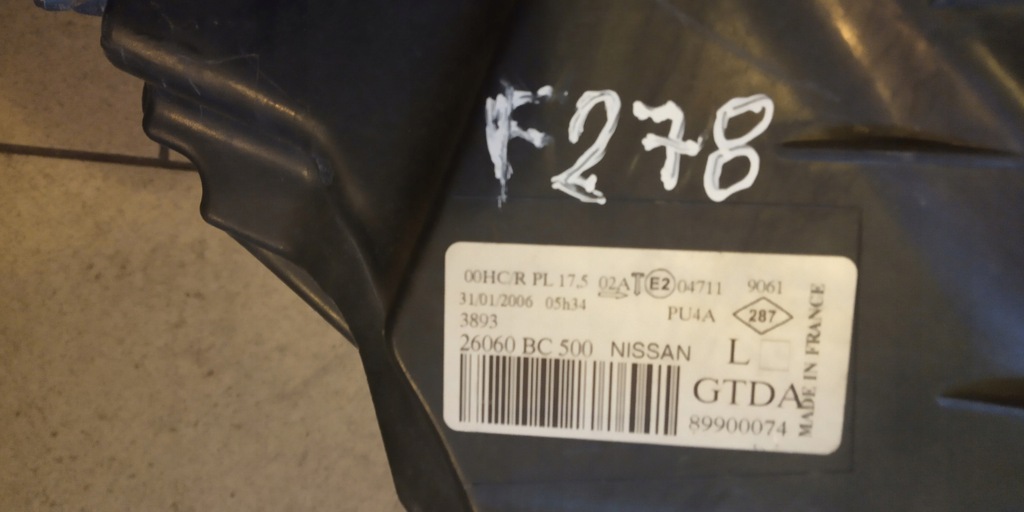 F278
00HC/R PL 17,5 02A T E2 04711 9061
31/01/2006 05h34 PU4A 287
3893
26060 BC 500 NISSAN L
GTDA
89900074
MADE IN FRANCE